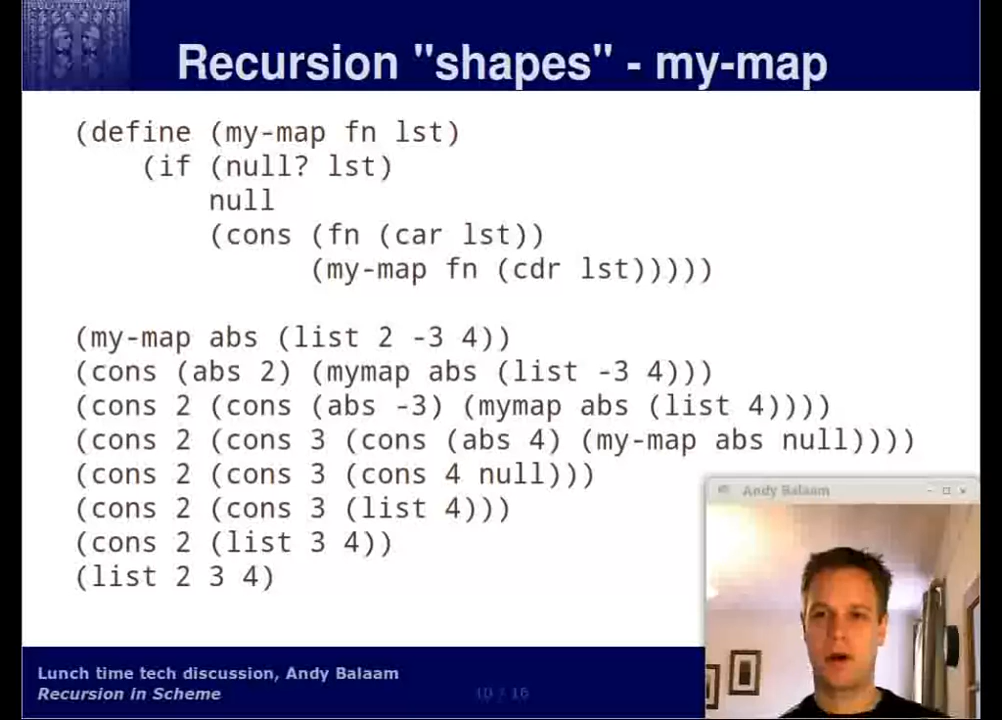 Recursion "shapes" - my-map
(define (my-map fn lst)
(if (null? lst)
null
(cons (fn (car lst))
(my-map fn (cdr lst)))))
(my-map abs (list 2 -3 4))
(cons (abs 2) (mymap abs (list -3 4)))
(cons 2 (cons (abs -3) (mymap abs (list 4))))
(cons 2 (cons 3 (cons (abs 4) (my-map abs null))))
(cons 2 (cons 3 (cons 4 null)))
(cons 2 (cons 3 (list 4)))
(cons 2 (list 3 4))
(list 2 3 4)
Andy Balaam
Lunch time tech discussion, Andy Balaam
Recursion in Scheme
10 / 16